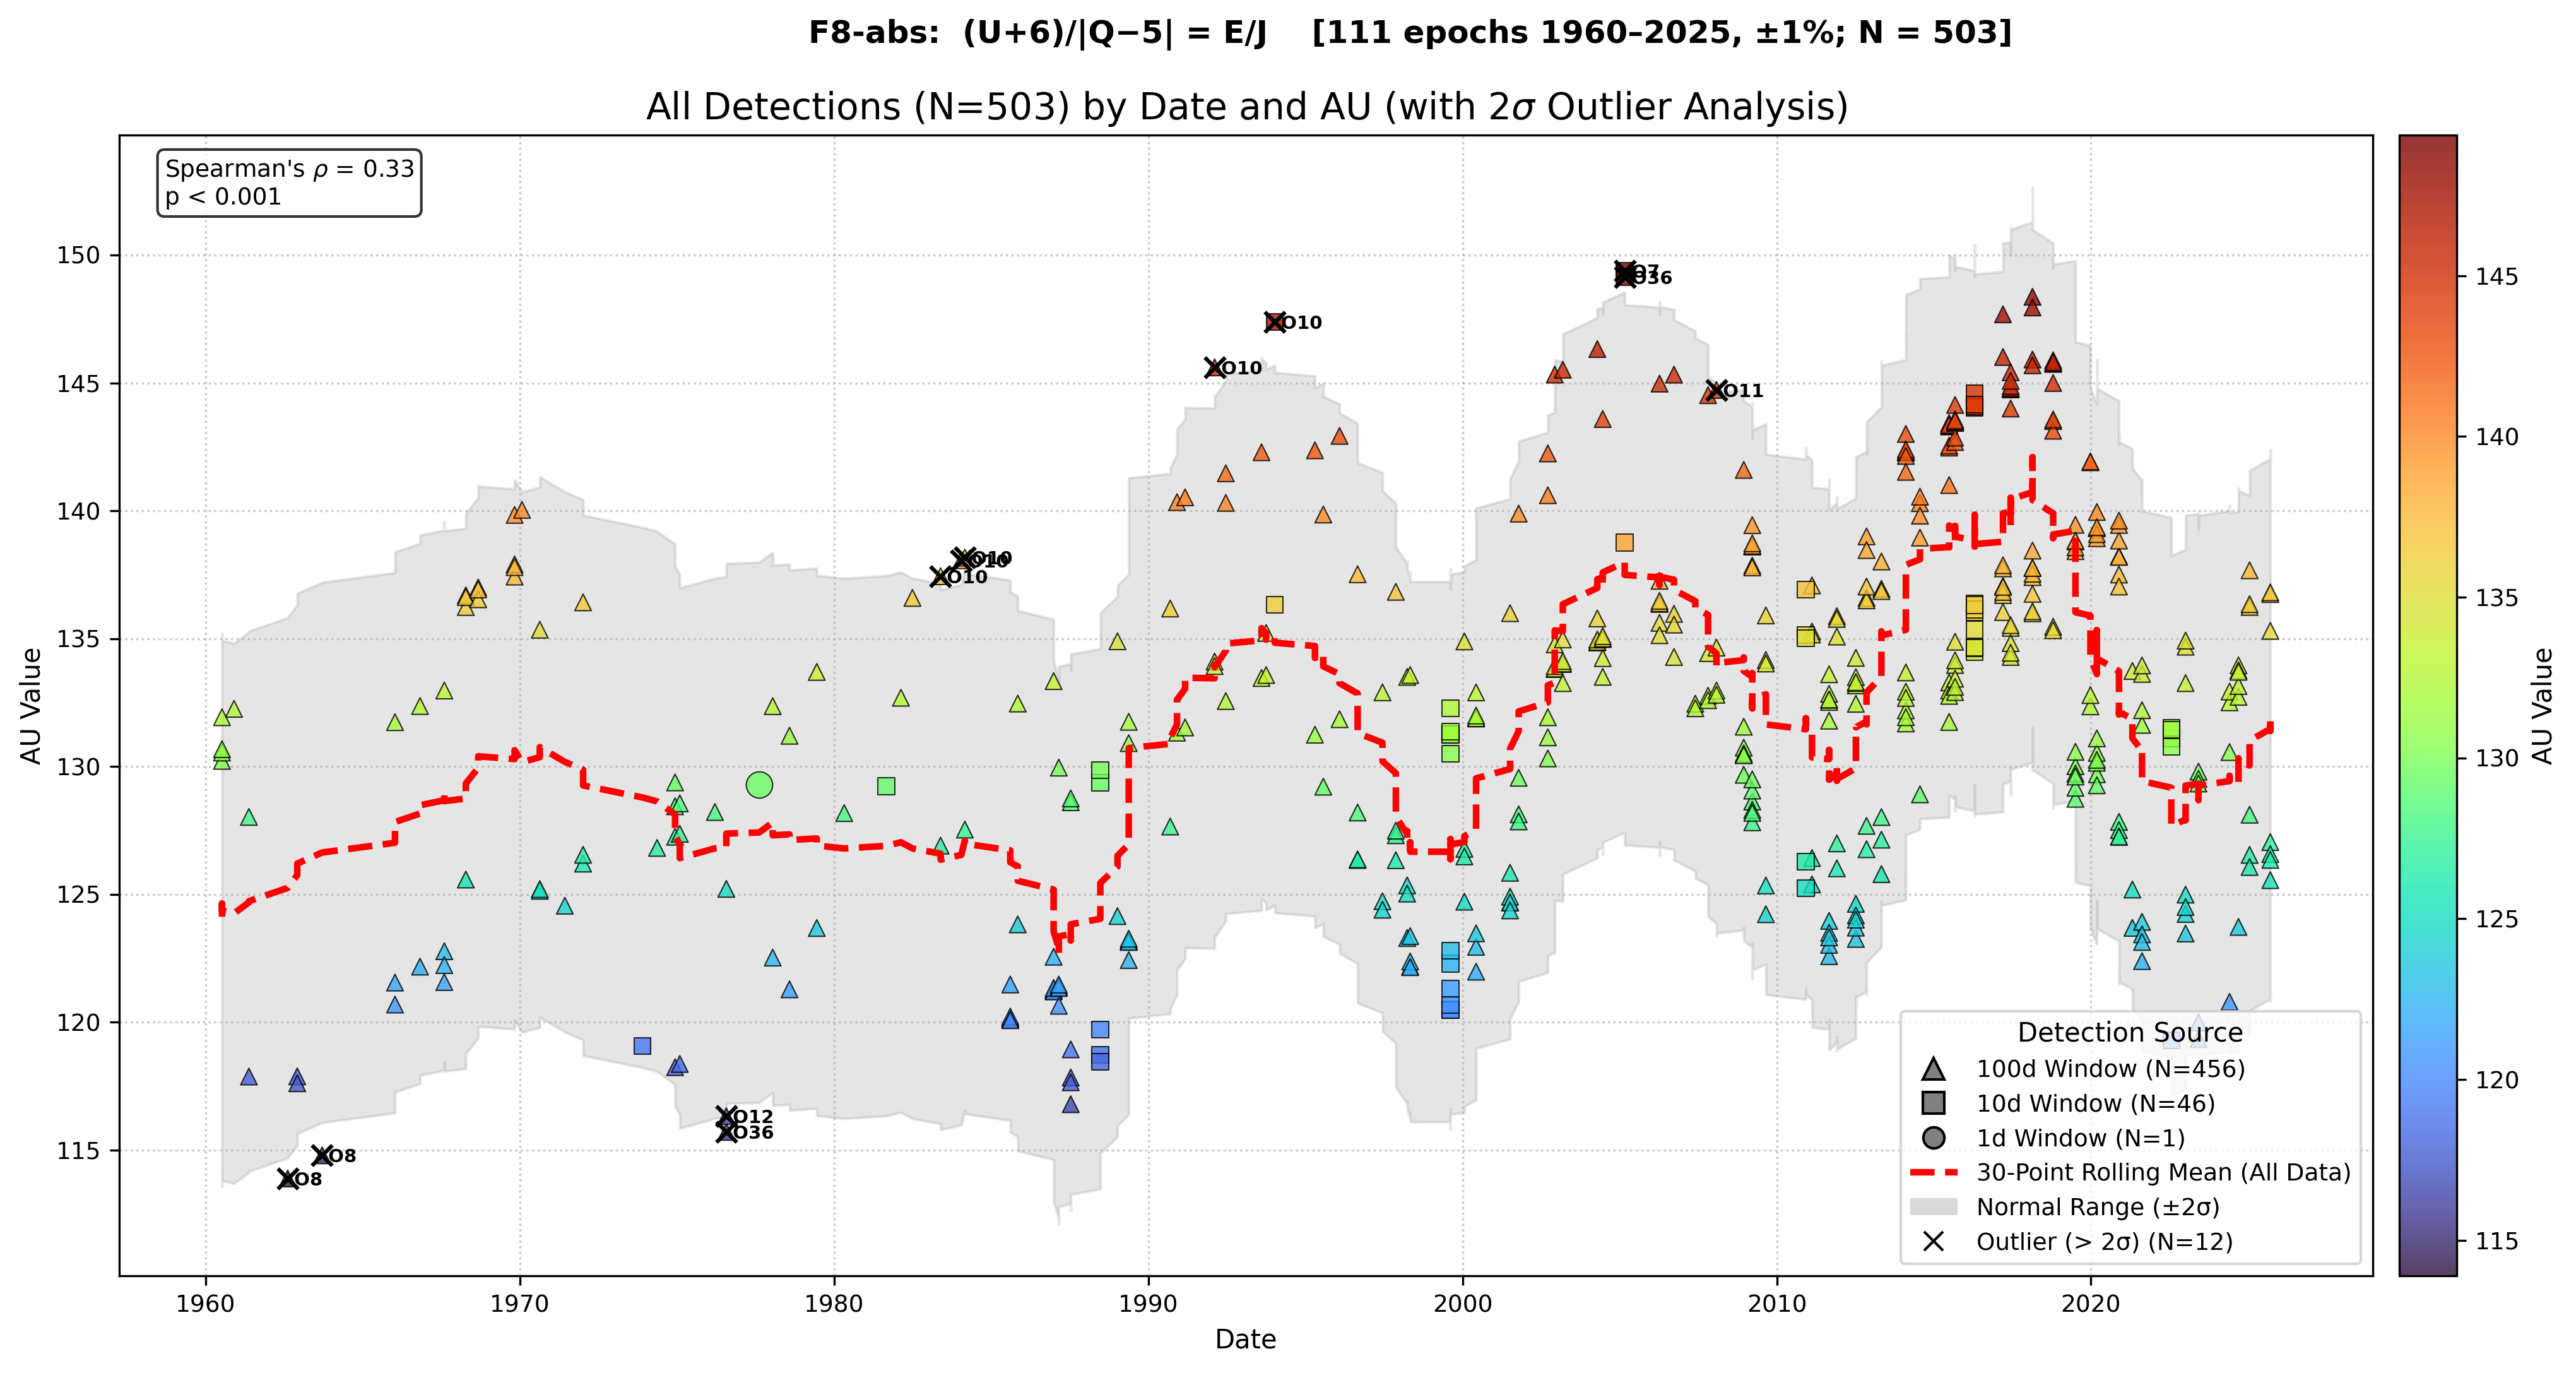 F8-abs:  (U+6)/|Q−5| = E/J    [111 epochs 1960–2025, ±1%; N = 503]
All Detections (N=503) by Date and AU (with 2σ Outlier Analysis)
Spearman's ρ = 0.33
p < 0.001
150
145
140
135
130
125
120
115
AU Value
O8
O8
O12
O36
O10
O10
O10
O10
O36
O11
Detection Source
100d Window (N=456)
10d Window (N=46)
1d Window (N=1)
30-Point Rolling Mean (All Data)
Normal Range (±2σ)
Outlier (> 2σ) (N=12)
1960
1970
1980
1990
2000
2010
2020
Date
145
140
135
130
125
120
115
AU Value